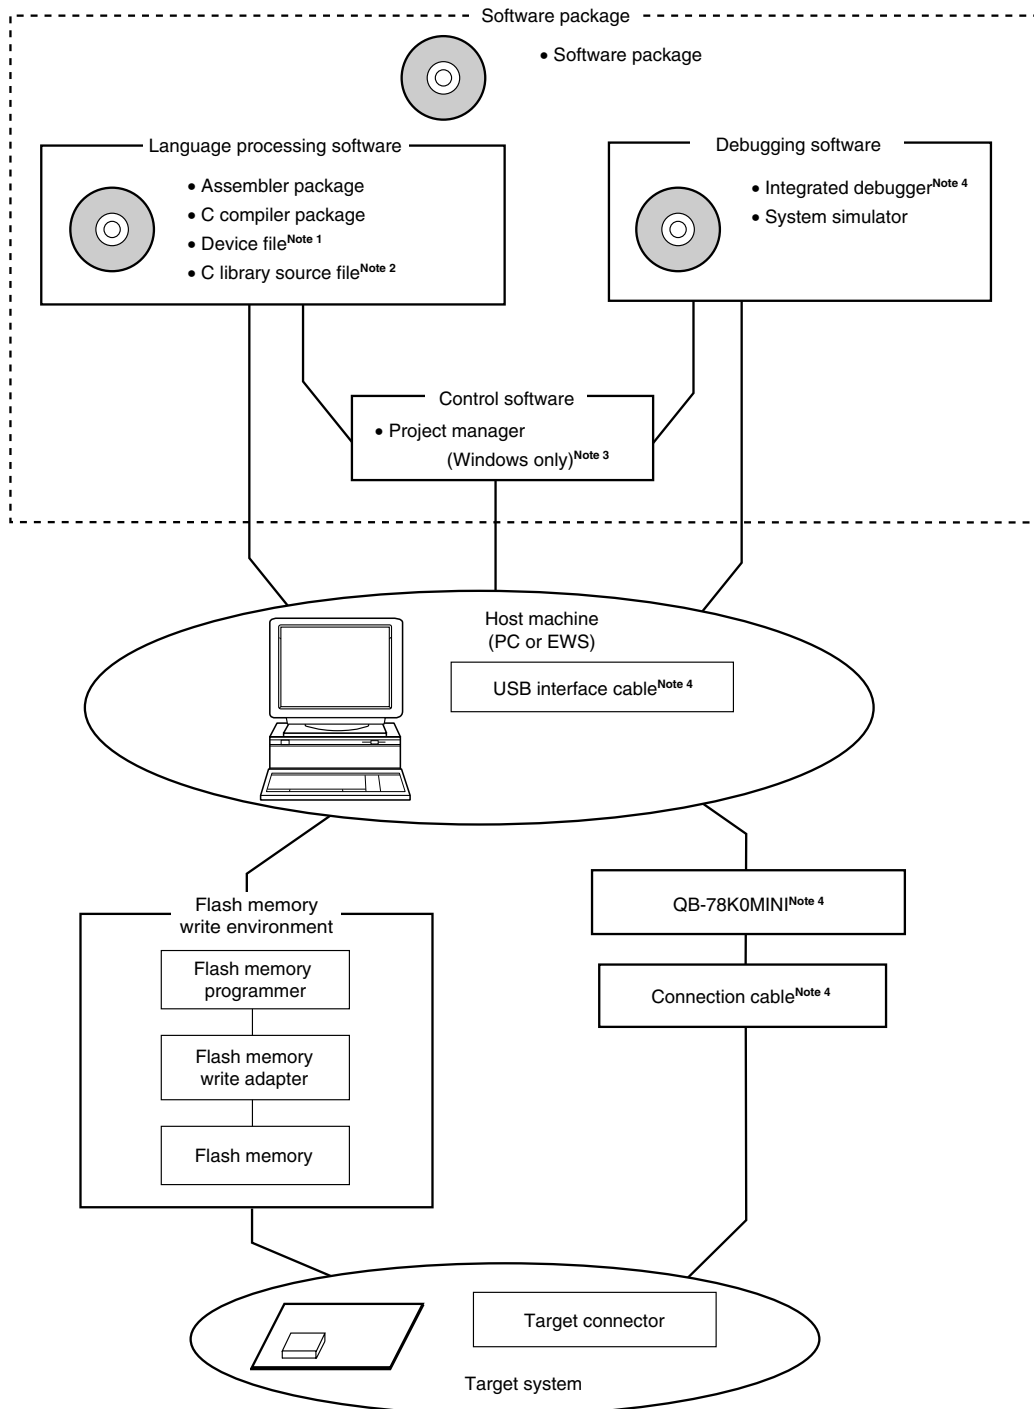 Software package
• Software package
Language processing software
• Assembler package
• C compiler package
• Device fileNote 1
• C library source fileNote 2
Debugging software
• Integrated debuggerNote 4
• System simulator
Control software
• Project manager
(Windows only)Note 3
Host machine
(PC or EWS)
USB interface cableNote 4
Flash memory
write environment
Flash memory
programmer
Flash memory
write adapter
Flash memory
QB-78K0MININote 4
Connection cableNote 4
Target connector
Target system